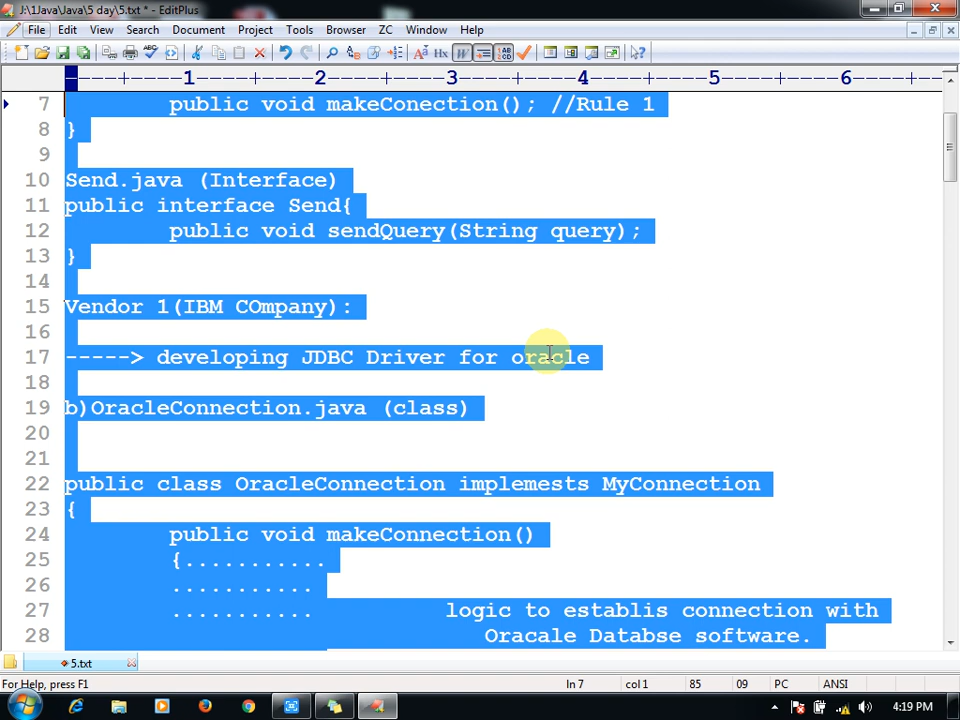 J:\1Java\Java\5 day\5.txt * - EditPlus
File Edit View Search Document Project Tools Browser ZC Window Help
----+----1----+----2----+----3----+----4----+----5----+----6----+--
7 public void makeConection(); //Rule 1
8 }
9
10 Send.java (Interface)
11 public interface Send{
12 public void sendQuery(String query);
13 }
14
15 Vendor 1(IBM COmpany):
16
17 -----> developing JDBC Driver for oracle
18
19 b)OracleConnection.java (class)
20
21
22 public class OracleConnection implemests MyConnection
23 {
24 public void makeConnection()
25 {...........
26 ...........
27 ........... logic to establis connection with
28 Oracale Databse software.
5.txt
For Help, press F1 ln 7 col 1 85 09 PC ANSI
4:19 PM